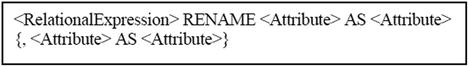 <RelationalExpression> RENAME <Attribute> AS <Attribute>
{, <Attribute> AS <Attribute>}